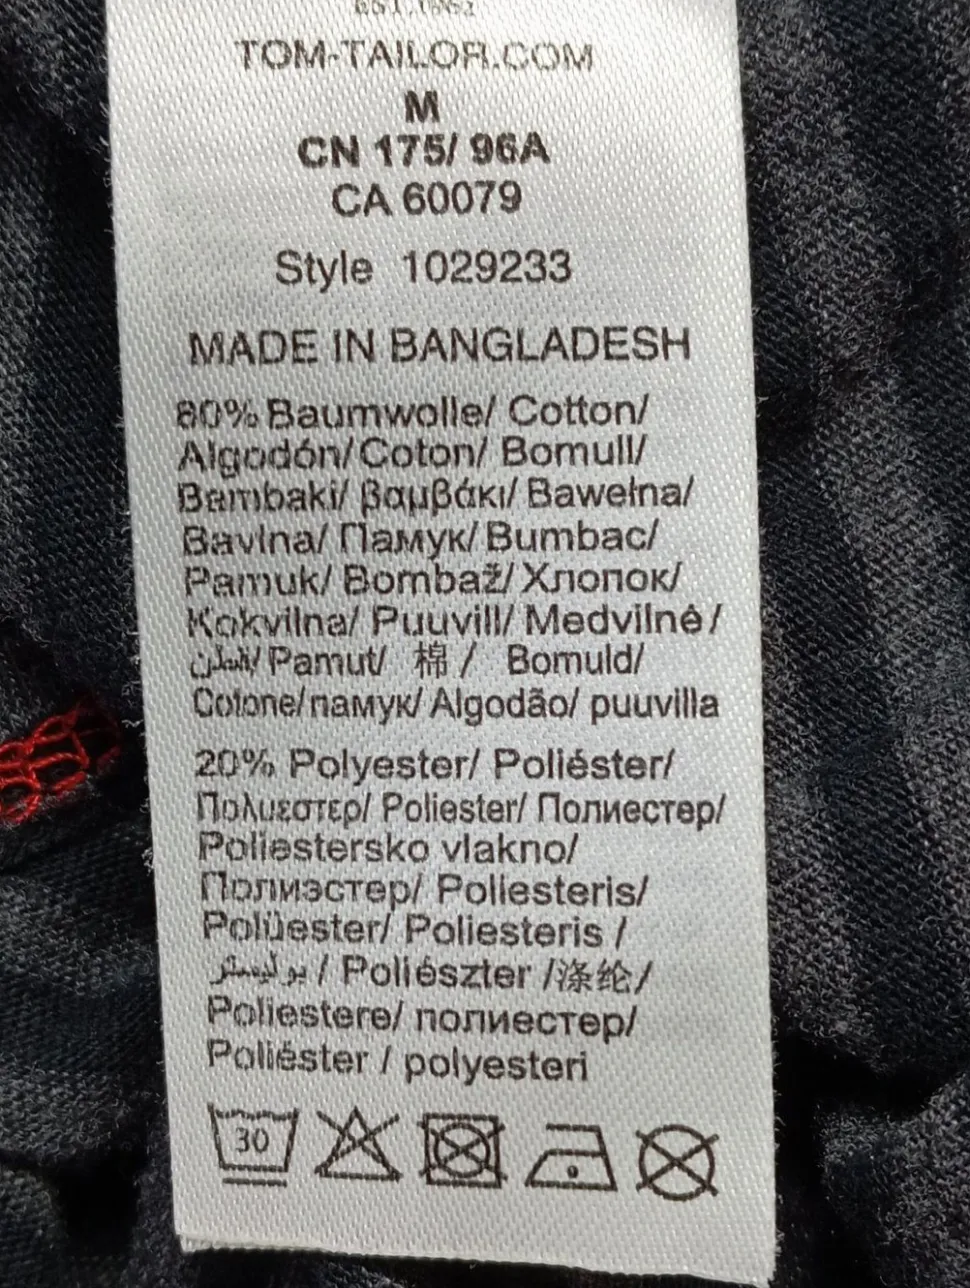 TOM-TAILOR.COM
M
CN 175/ 96A
CA 60079
Style 1029233
MADE IN BANGLADESH
80% Baumwolle/ Cotton/
Algodón/ Coton/ Bomull/
Bambaki/ βαμβάκι/ Bawełna/
Bavlna/ Памук/ Bumbac/
Pamuk/ Bombaž/ Хлопок/
Kokvilna/ Puuvill/ Medvilnė/
القطن/ Pamut/ 棉 / Bomuld/
Cotone/ памук/ Algodão/ puuvilla
20% Polyester/ Poliéster/
Πολυεστερ/ Poliester/ Полиестер/
Poliestersko vlakno/
Полиэстер/ Poliesteris/
Polüester/ Poliesteris /
بوليستر / Poliészter /涤纶/
Poliestere/ полиестер/
Poliéster / polyesteri
30